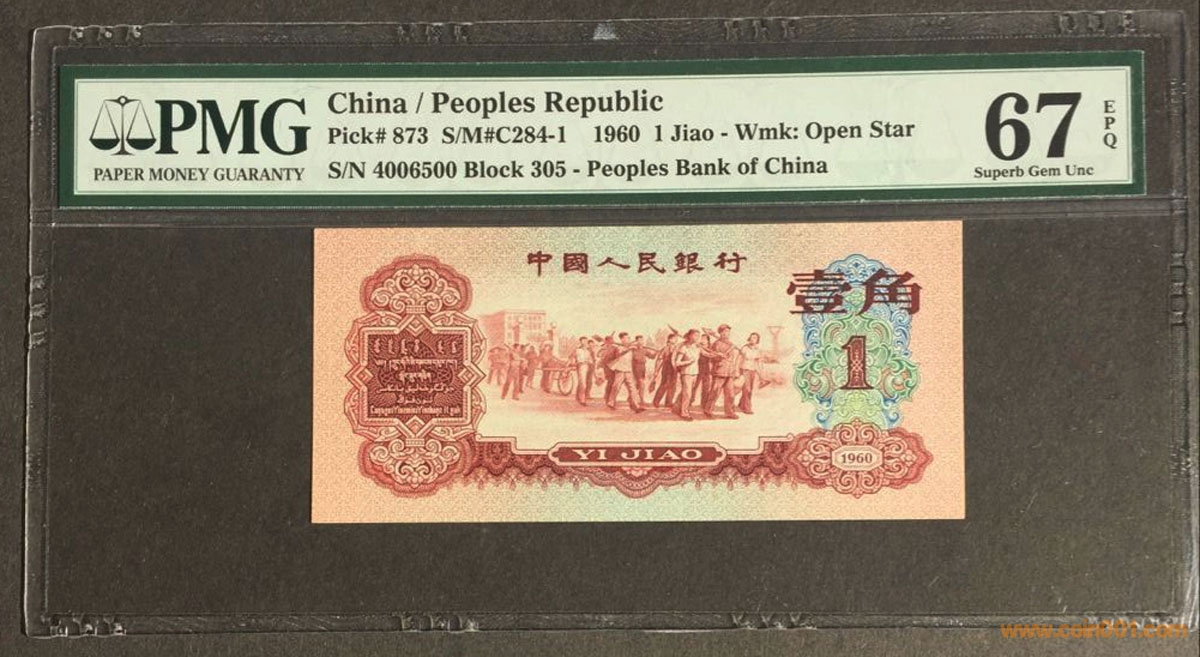 PMG
PAPER MONEY GUARANTY
China / Peoples Republic
Pick# 873 S/M#C284-1 1960 1 Jiao - Wmk: Open Star
S/N 4006500 Block 305 - Peoples Bank of China
67
EPQ
Superb Gem Unc
中國人民銀行
壹角
1
YI JIAO
1960
www.coin001.com